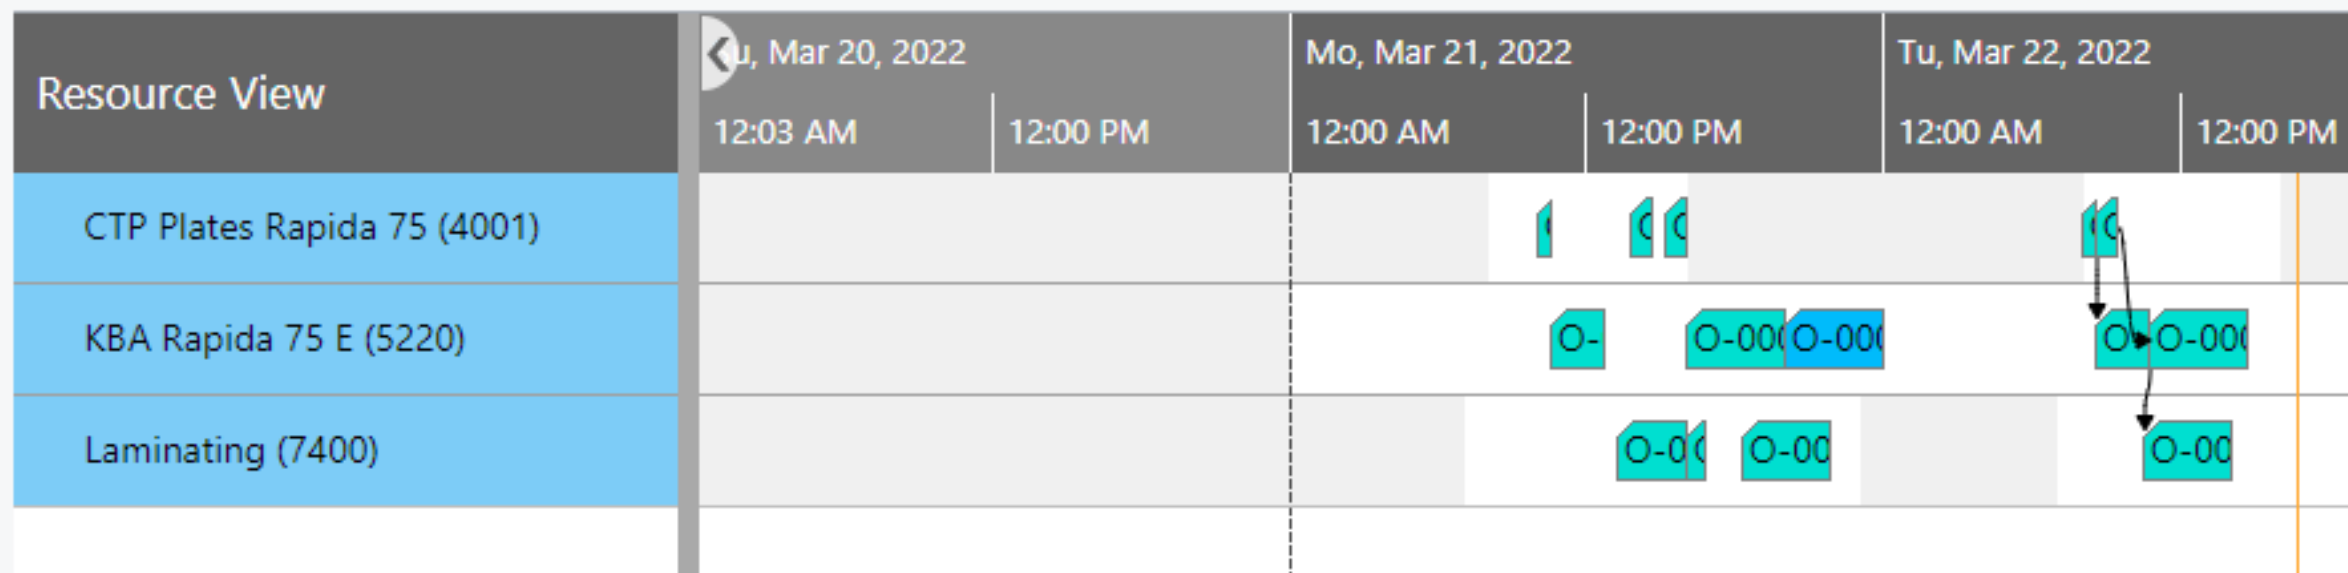 Resource View
u, Mar 20, 2022
Mo, Mar 21, 2022
Tu, Mar 22, 2022
12:03 AM
12:00 PM
12:00 AM
12:00 PM
12:00 AM
12:00 PM
CTP Plates Rapida 75 (4001)
KBA Rapida 75 E (5220)
O-
O-00
O-00
O
O-00
Laminating (7400)
O-0
O-00
O-00